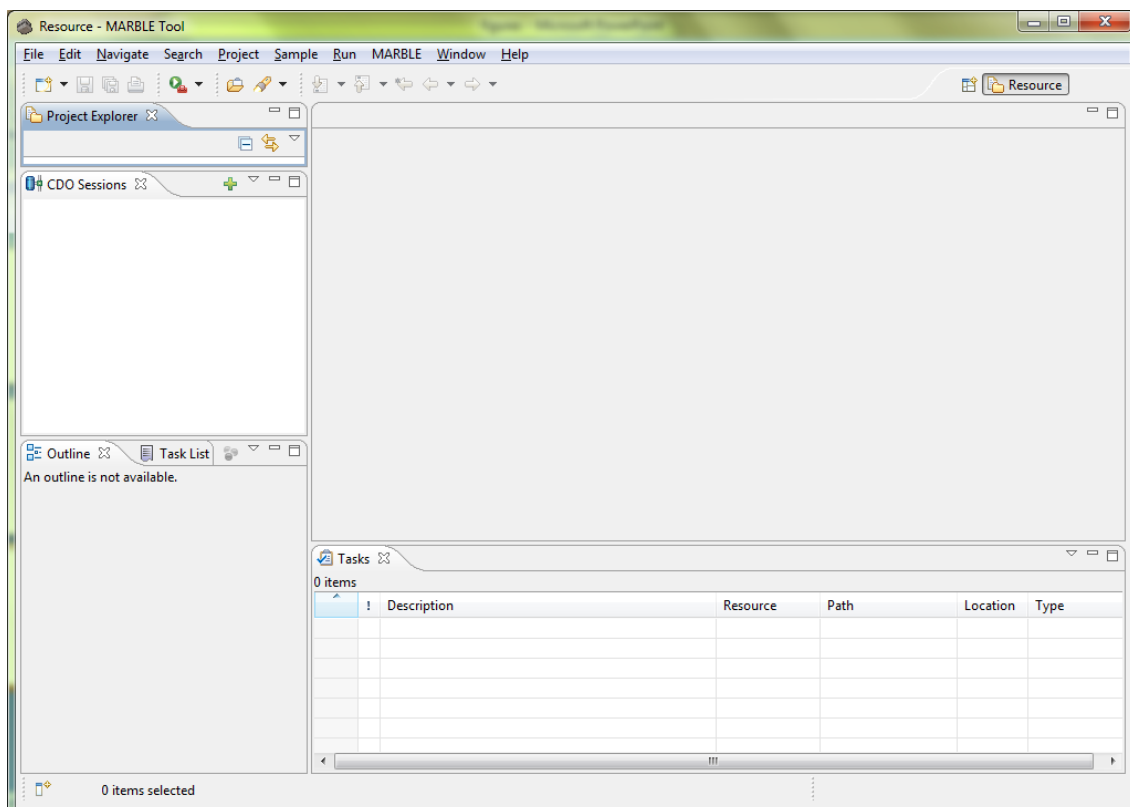 Resource - MARBLE Tool
File Edit Navigate Search Project Sample Run MARBLE Window Help
Resource
Project Explorer
CDO Sessions
Outline Task List
An outline is not available.
Tasks
0 items
! Description Resource Path Location Type
0 items selected